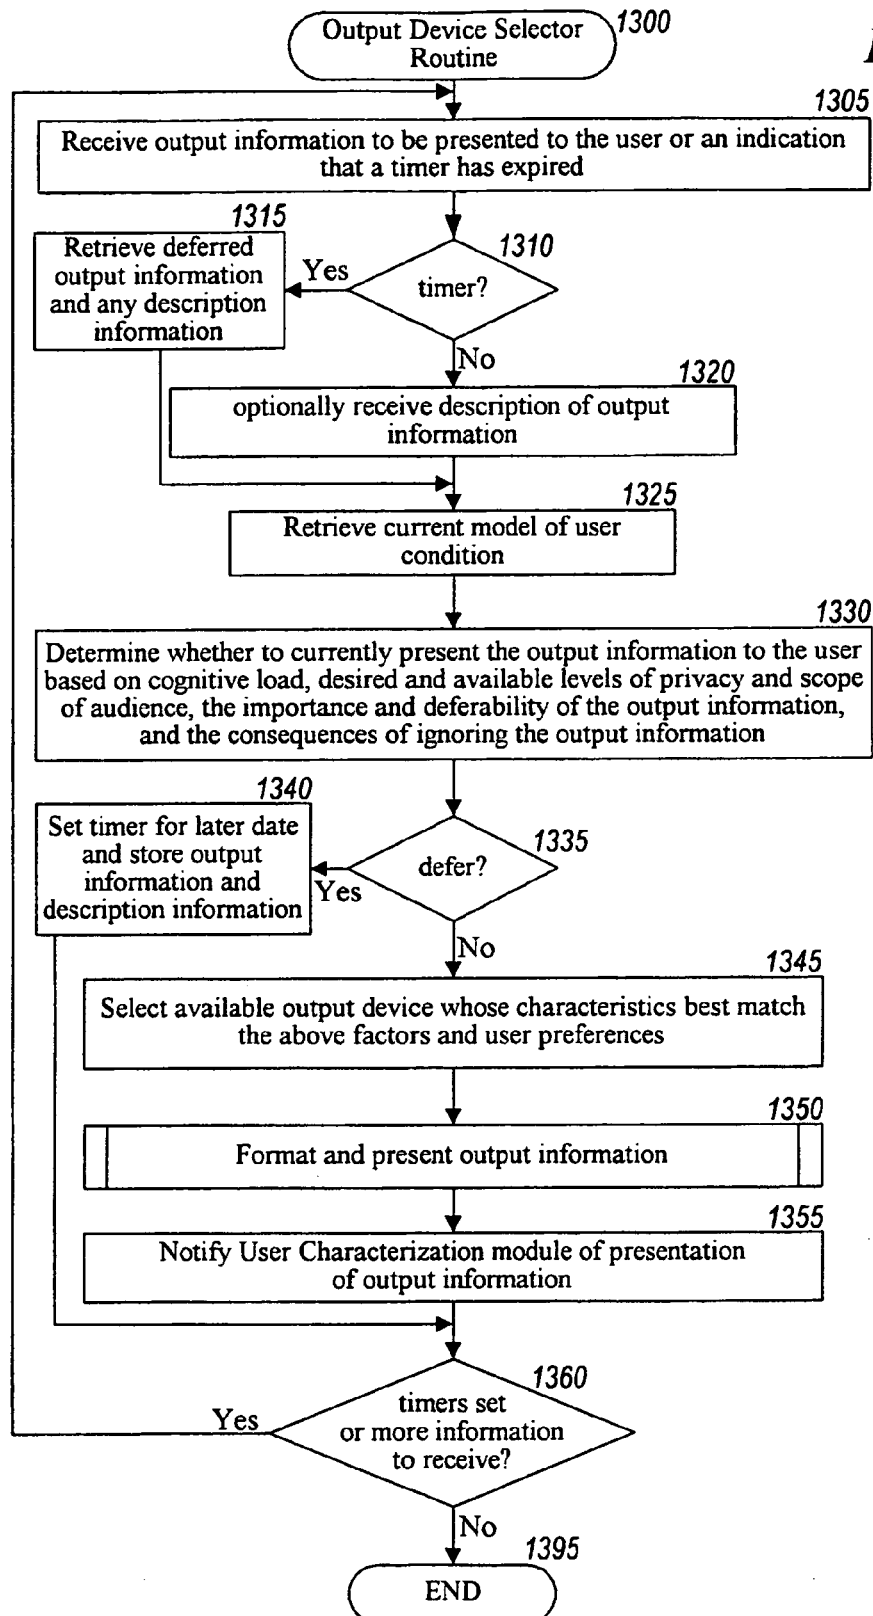 Output Device Selector
Routine
1300
1305
Receive output information to be presented to the user or an indication
that a timer has expired
1315
Retrieve deferred
output information
and any description
information
Yes
1310
timer?
No
1320
optionally receive description of output
information
1325
Retrieve current model of user
condition
1330
Determine whether to currently present the output information to the user
based on cognitive load, desired and available levels of privacy and scope
of audience, the importance and deferability of the output information,
and the consequences of ignoring the output information
1340
Set timer for later date
and store output
information and
description information
Yes
1335
defer?
No
1345
Select available output device whose characteristics best match
the above factors and user preferences
1350
Format and present output information
1355
Notify User Characterization module of presentation
of output information
1360
timers set
or more information
to receive?
Yes
No
1395
END